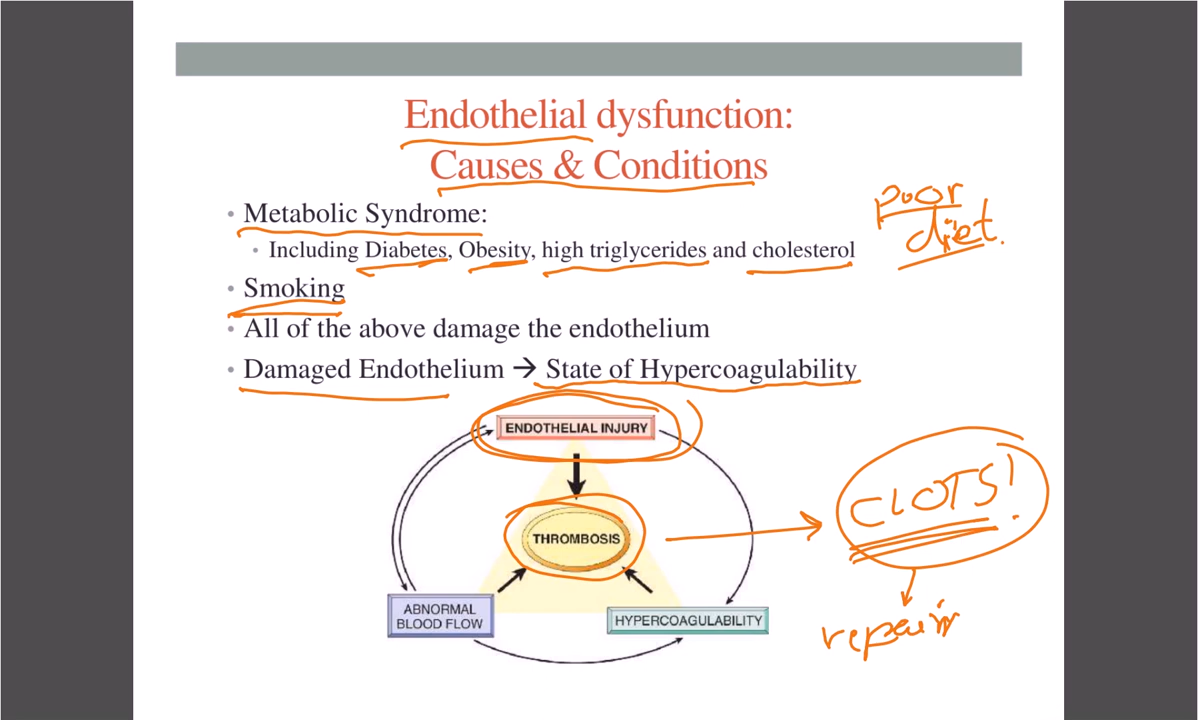 Endothelial dysfunction:
Causes & Conditions
• Metabolic Syndrome:
• Including Diabetes, Obesity, high triglycerides and cholesterol
poor
diet.
• Smoking
• All of the above damage the endothelium
• Damaged Endothelium → State of Hypercoagulability
ENDOTHELIAL INJURY
CLOTS!
THROMBOSIS
ABNORMAL
BLOOD FLOW
HYPERCOAGULABILITY
repair